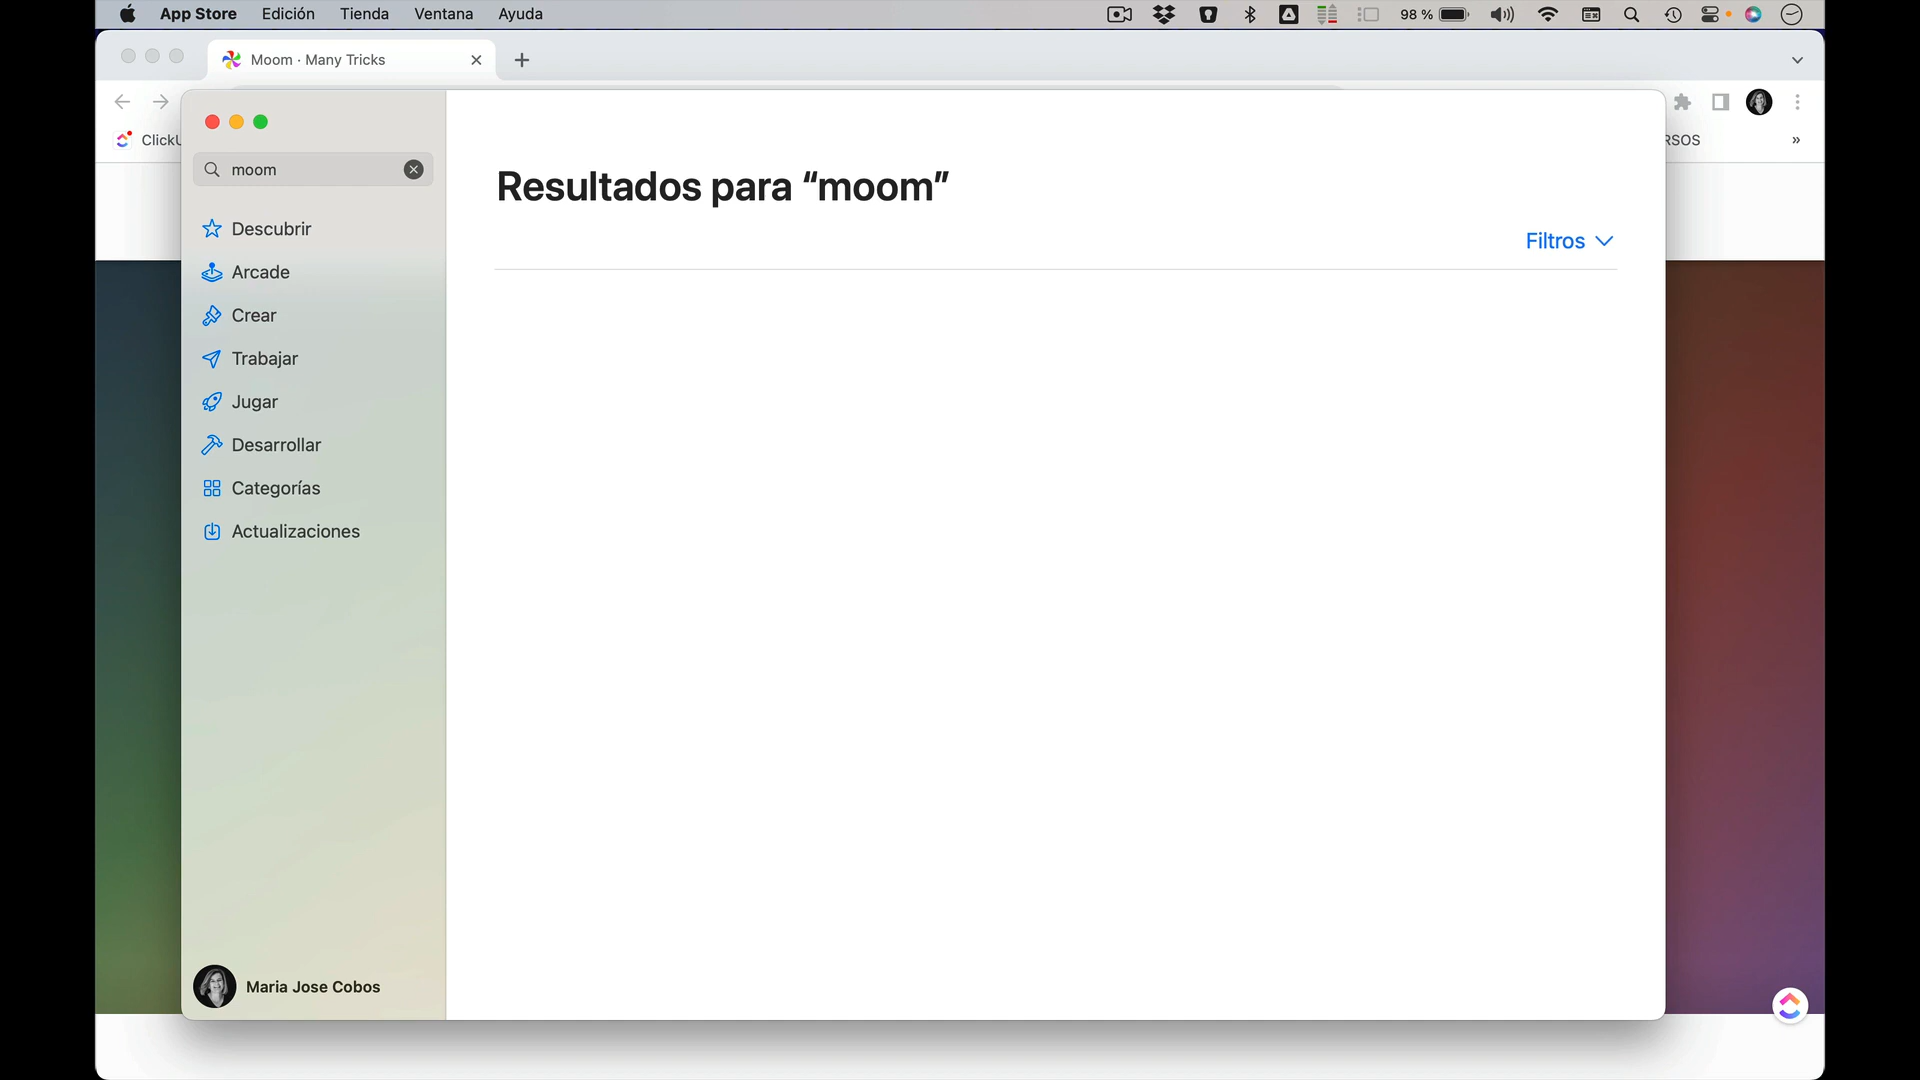 App Store Edición Tienda Ventana Ayuda 98 %
Moom · Many Tricks
Click RSOS »
moom
Descubrir
Arcade
Crear
Trabajar
Jugar
Desarrollar
Categorías
Actualizaciones
Maria Jose Cobos
Resultados para “moom”
Filtros